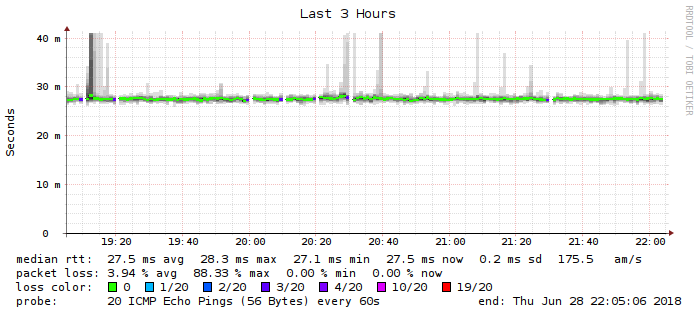 Last 3 Hours
RRDTOOL / TOBI OETIKER
Seconds
40 m
30 m
20 m
10 m
0
19:20 19:40 20:00 20:20 20:40 21:00 21:20 21:40 22:00
median rtt: 27.5 ms avg 28.3 ms max 27.1 ms min 27.5 ms now 0.2 ms sd 175.5 am/s
packet loss: 3.94 % avg 88.33 % max 0.00 % min 0.00 % now
loss color: 0 1/20 2/20 3/20 4/20 10/20 19/20
probe: 20 ICMP Echo Pings (56 Bytes) every 60s end: Thu Jun 28 22:05:06 2018